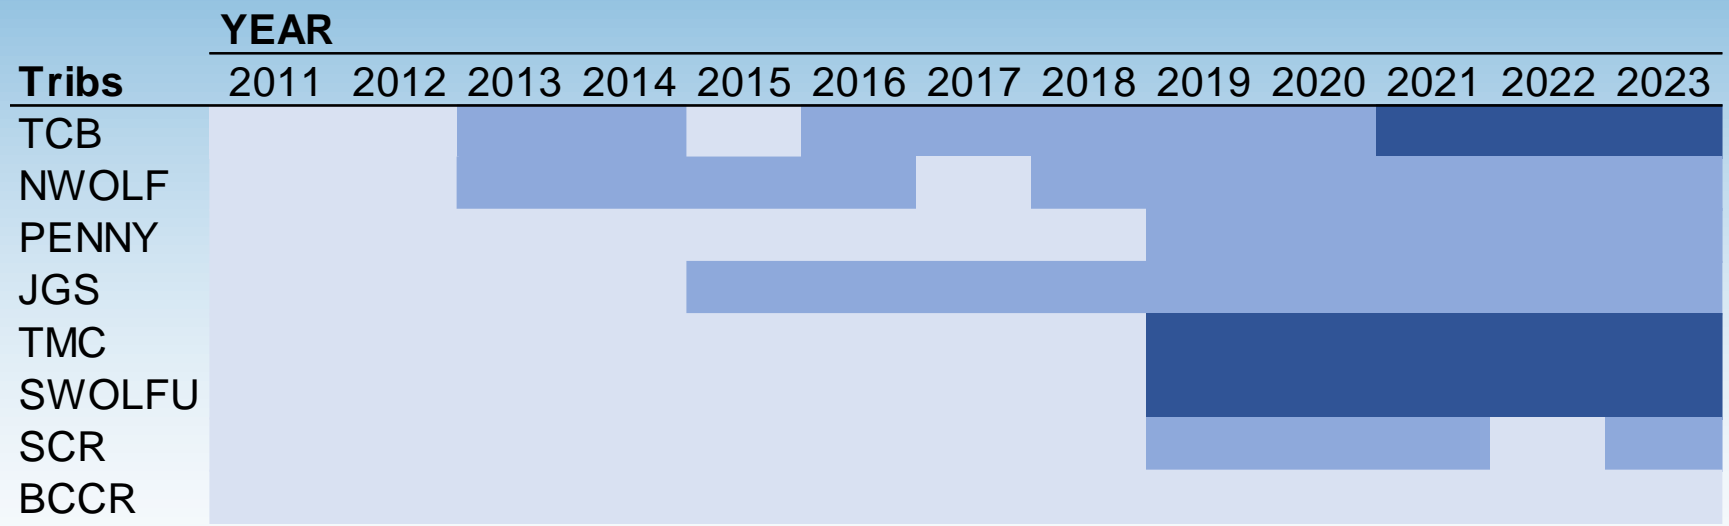 YEAR
Tribs 2011 2012 2013 2014 2015 2016 2017 2018 2019 2020 2021 2022 2023
TCB
NWOLF
PENNY
JGS
TMC
SWOLFU
SCR
BCCR